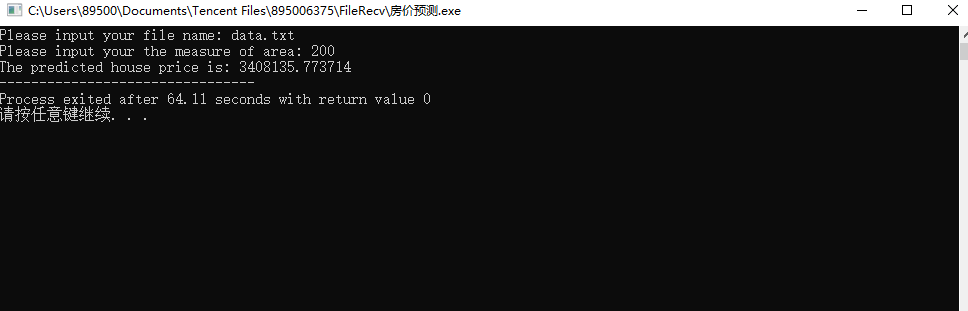 C:\Users\89500\Documents\Tencent Files\895006375\FileRecv\房价预测.exe
Please input your file name: data.txt
Please input your the measure of area: 200
The predicted house price is: 3408135.773714
--------------------------------
Process exited after 64.11 seconds with return value 0
请按任意键继续. . .